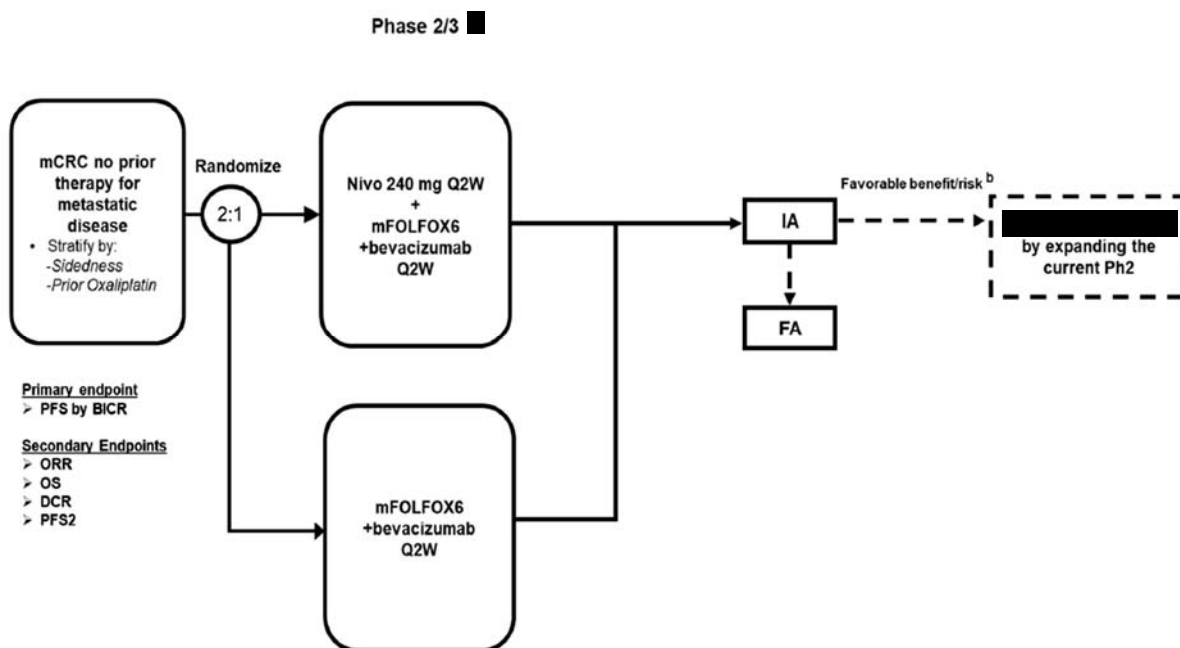 Phase 2/3
mCRC no prior
therapy for
metastatic
disease
• Stratify by:
-Sidedness
-Prior Oxaliplatin
Randomize
2:1
Nivo 240 mg Q2W
+
mFOLFOX6
+bevacizumab
Q2W
IA
Favorable benefit/risk b
by expanding the
current Ph2
FA
Primary endpoint
➢ PFS by BICR
Secondary Endpoints
➢ ORR
➢ OS
➢ DCR
➢ PFS2
mFOLFOX6
+bevacizumab
Q2W